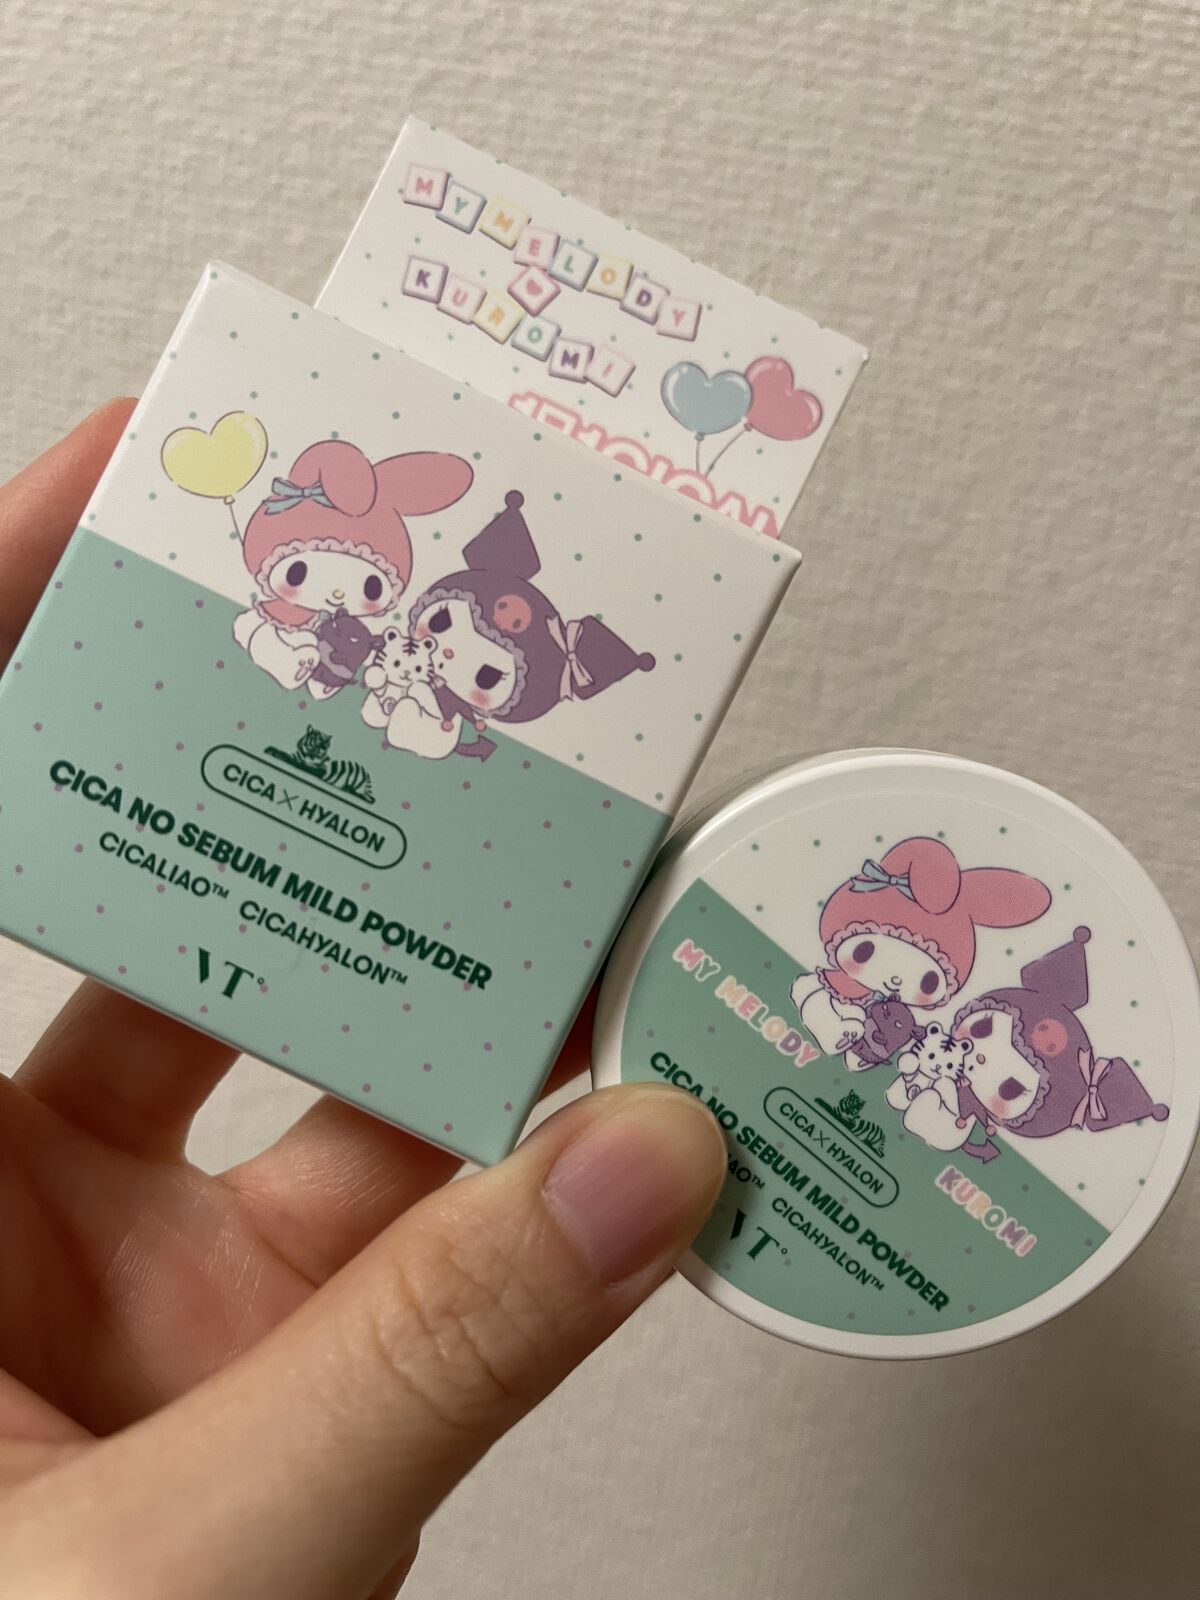 MY MELODY
KUROMI
CICA×HYALON
CICA NO SEBUM MILD POWDER
CICALIAO™ CICAHYALON™
VT
MY MELODY
KUROMI
CICA×HYALON
CICA NO SEBUM MILD POWDER
CICAHYALON™
VT